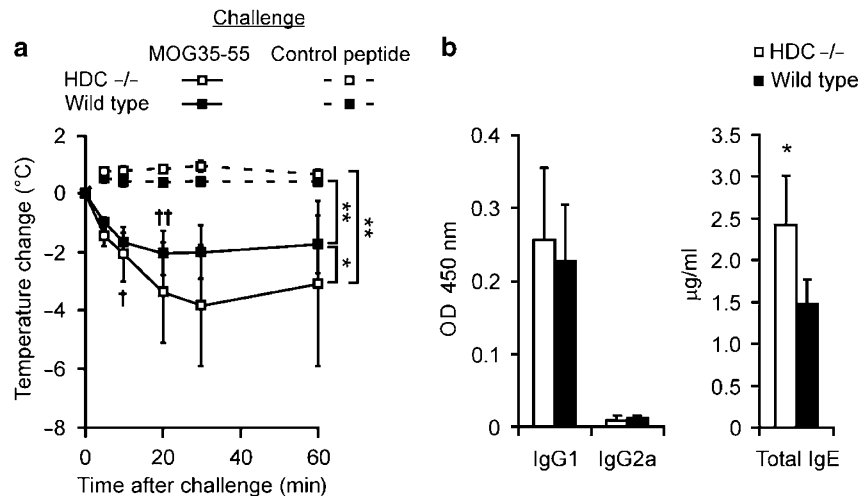 Challenge
a
MOG35-55 Control peptide
HDC –/–
Wild type
Temperature change (°C)
2
0
−2
−4
−6
−8
††
†
**
*
**
0 20 40 60
Time after challenge (min)
b
HDC –/–
Wild type
OD 450 nm
0.4
0.3
0.2
0.1
0
IgG1 IgG2a
µg/ml
3.5
3.0
2.5
2.0
1.5
1.0
0.5
0
*
Total IgE